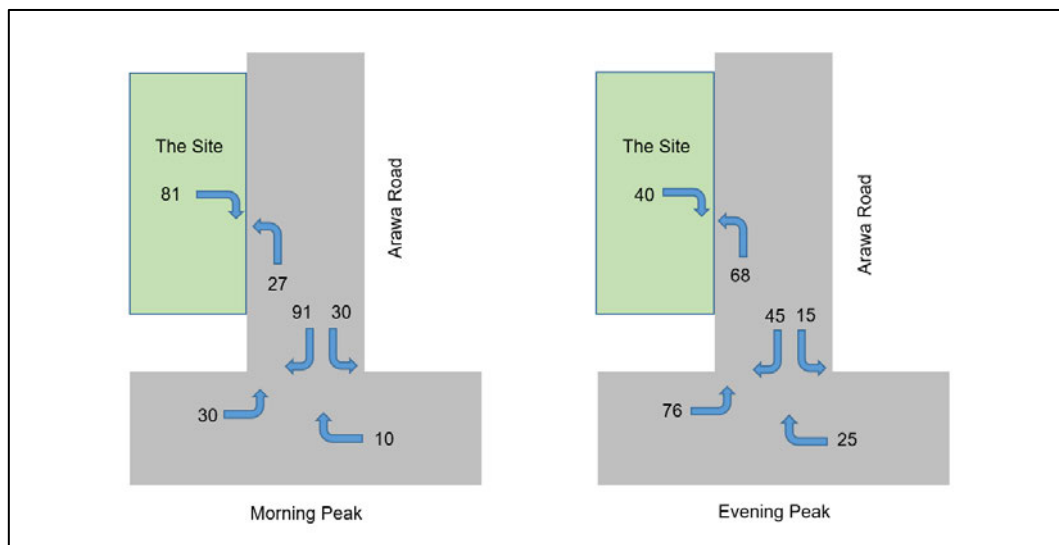 The Site
81
27
91 30
30
10
Arawa Road
Morning Peak
The Site
40
68
45 15
76
25
Arawa Road
Evening Peak